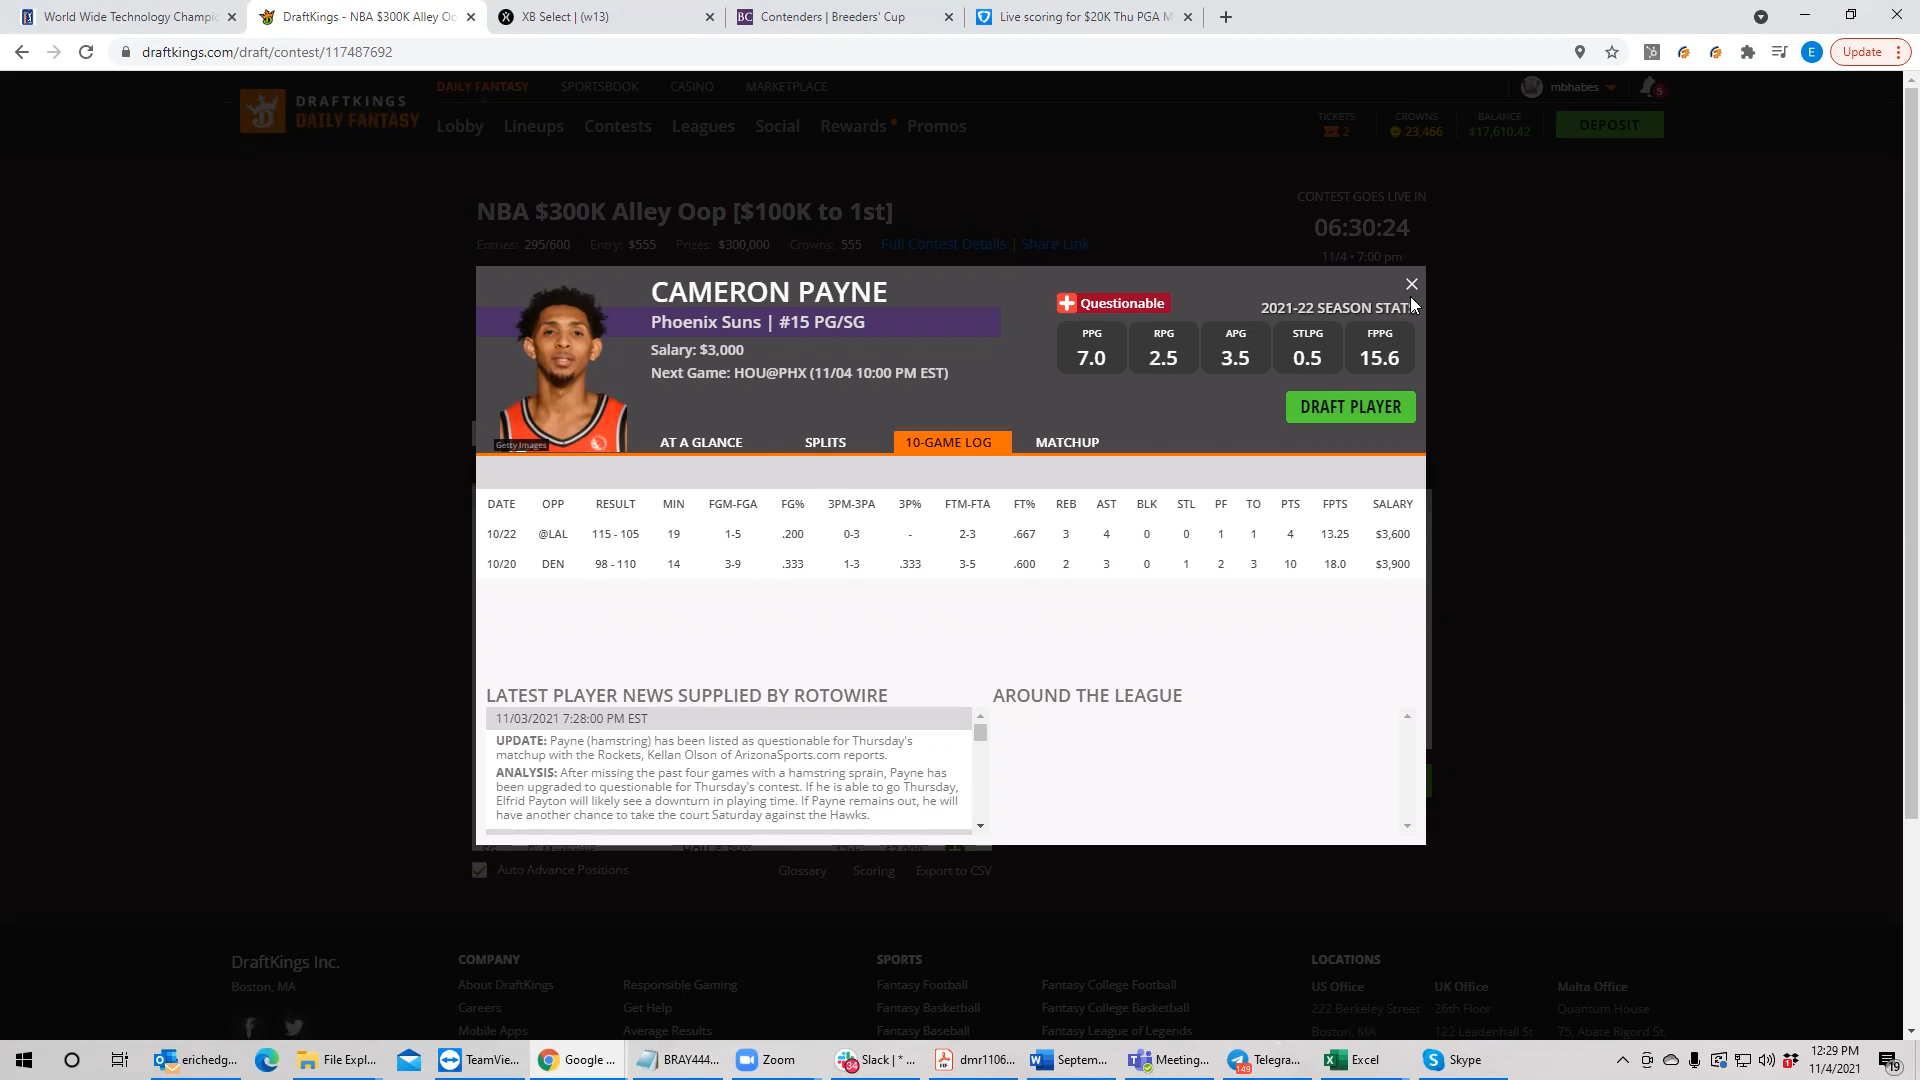 World Wide Technology Champi
DraftKings - NBA $300K Alley Oo
XB Select | (w13)
Contenders | Breeders' Cup
Live scoring for $20K Thu PGA M
draftkings.com/draft/contest/117487692
E
Update
DAILY FANTASY SPORTSBOOK CASINO MARKETPLACE
mbhabes
5
DRAFTKINGS
DAILY FANTASY
Lobby Lineups Contests Leagues Social Rewards Promos
TICKETS
2
CROWNS
23,466
BALANCE
$17,610.42
DEPOSIT
NBA $300K Alley Oop [$100K to 1st]
Entries: 295/600 Entry: $555 Prizes: $300,000 Crowns: 555 Full Contest Details | Share Link
CONTEST GOES LIVE IN
06:30:24
11/4 • 7:00 pm
CAMERON PAYNE
Phoenix Suns | #15 PG/SG
Salary: $3,000
Next Game: HOU@PHX (11/04 10:00 PM EST)
Getty Images
Questionable
2021-22 SEASON STAT
PPG RPG APG STLPG FPPG
7.0 2.5 3.5 0.5 15.6
DRAFT PLAYER
AT A GLANCE SPLITS 10-GAME LOG MATCHUP
DATE OPP RESULT MIN FGM-FGA FG% 3PM-3PA 3P% FTM-FTA FT% REB AST BLK STL PF TO PTS FPTS SALARY
10/22 @LAL 115 - 105 19 1-5 .200 0-3 - 2-3 .667 3 4 0 0 1 1 4 13.25 $3,600
10/20 DEN 98 - 110 14 3-9 .333 1-3 .333 3-5 .600 2 3 0 1 2 3 10 18.0 $3,900
LATEST PLAYER NEWS SUPPLIED BY ROTOWIRE
11/03/2021 7:28:00 PM EST
UPDATE: Payne (hamstring) has been listed as questionable for Thursday's
matchup with the Rockets, Kellan Olson of ArizonaSports.com reports.
ANALYSIS: After missing the past four games with a hamstring sprain, Payne has
been upgraded to questionable for Thursday's contest. If he is able to go Thursday,
Elfrid Payton will likely see a downturn in playing time. If Payne remains out, he will
have another chance to take the court Saturday against the Hawks.
AROUND THE LEAGUE
Auto Advance Positions
Glossary Scoring Export to CSV
DraftKings Inc.
Boston, MA
COMPANY
About DraftKings
Careers
Mobile Apps
Responsible Gaming
Get Help
Average Results
SPORTS
Fantasy Football
Fantasy Basketball
Fantasy Baseball
Fantasy College Football
Fantasy College Basketball
Fantasy League of Legends
LOCATIONS
US Office
222 Berkeley Street
Boston, MA
UK Office
26th Floor
122 Leadenhall St
Malta Office
Quantum House
75, Abate Rigord St.
erichedg...
File Expl...
TeamVie...
Google ...
BRAY444...
Zoom
34
Slack | * ...
dmr1106...
Septem...
Meeting...
149
Telegra...
Excel
Skype
12:29 PM
11/4/2021
19